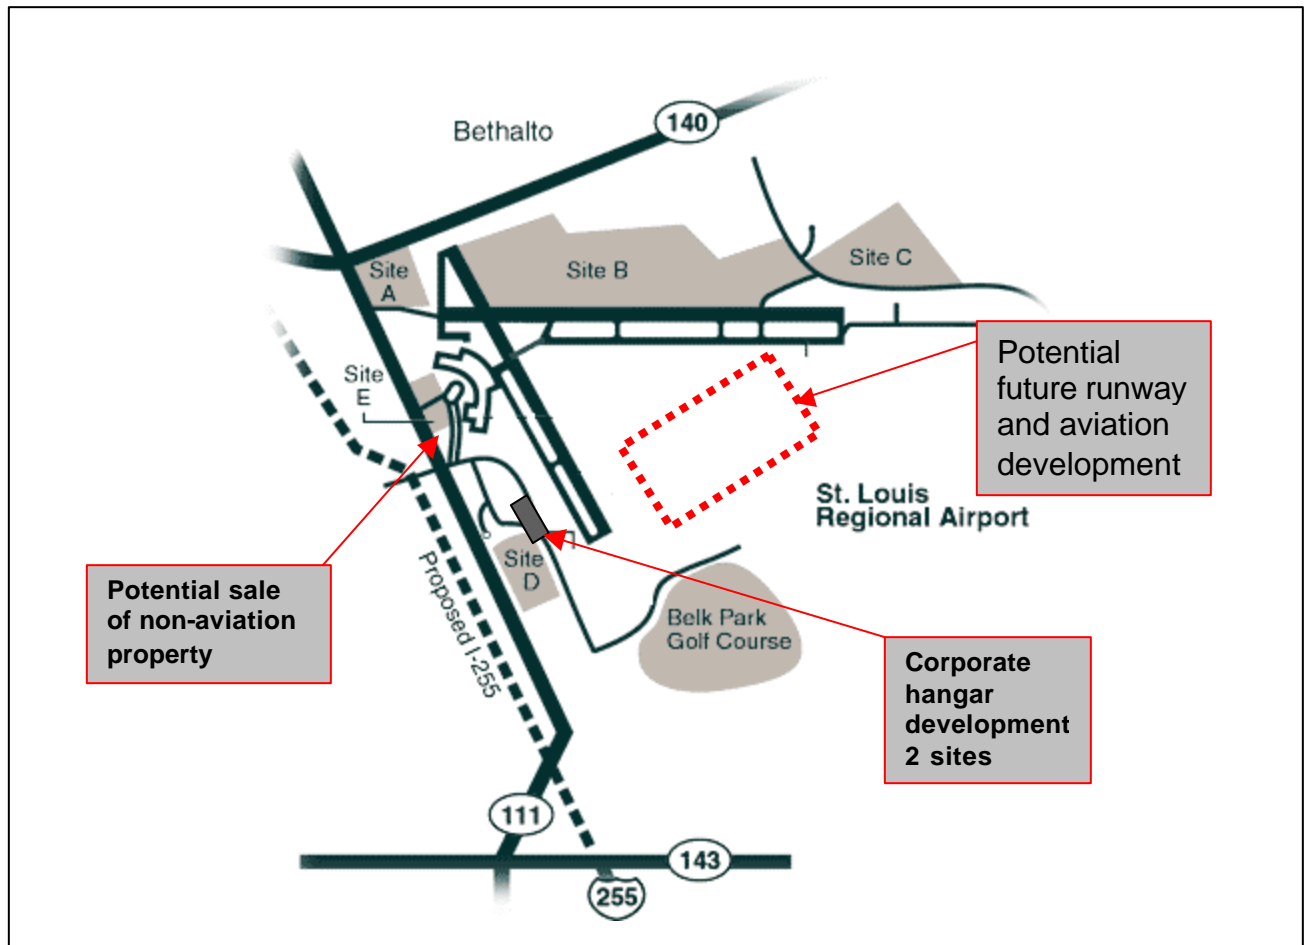 140
Bethalto
Site
A
Site B
Site C
Site
E
Potential
future runway
and aviation
development
St. Louis
Regional Airport
Potential sale
of non-aviation
property
Proposed I-255
Site
D
Belk Park
Golf Course
Corporate
hangar
development
2 sites
111
143
255